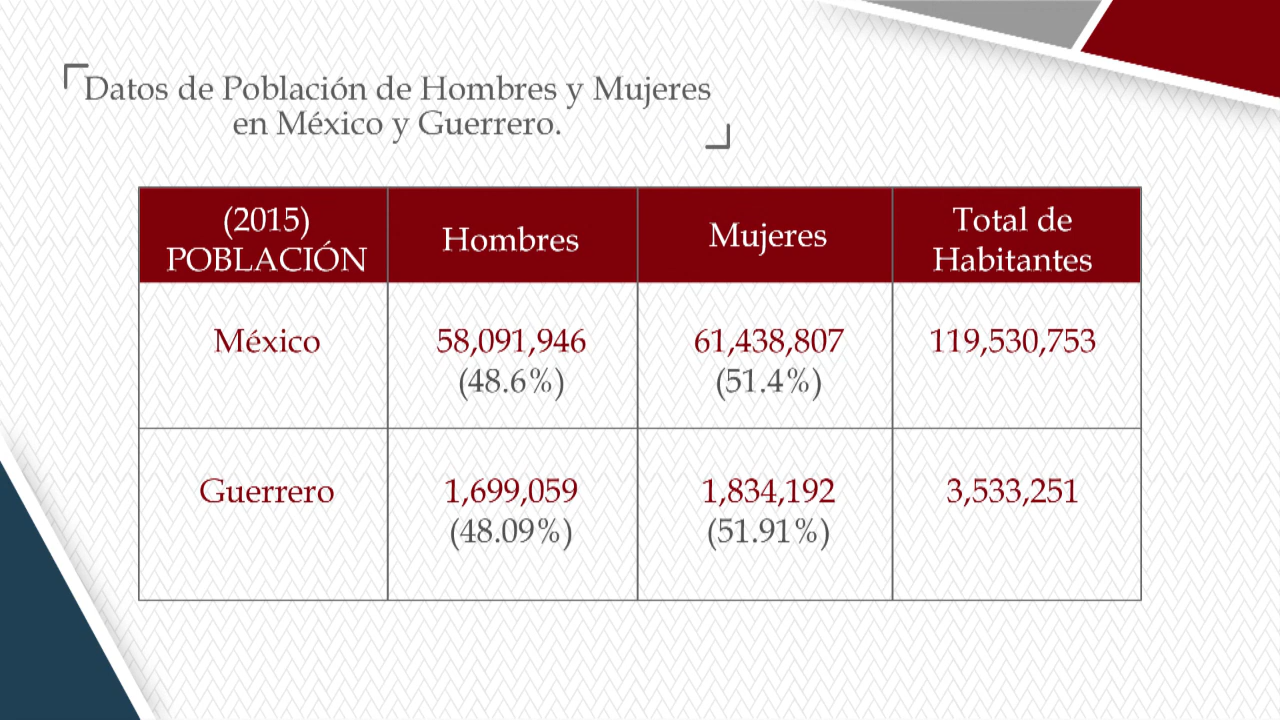 Datos de Población de Hombres y Mujeres
en México y Guerrero.
(2015)
POBLACIÓN
Hombres
Mujeres
Total de
Habitantes
México
58,091,946
(48.6%)
61,438,807
(51.4%)
119,530,753
Guerrero
1,699,059
(48.09%)
1,834,192
(51.91%)
3,533,251